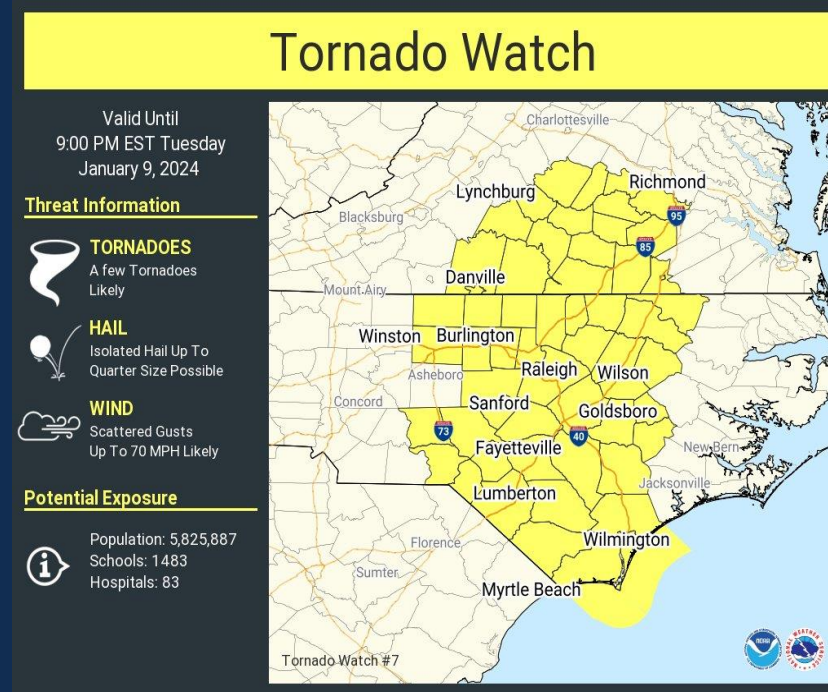 Tornado Watch
Valid Until
9:00 PM EST Tuesday
January 9, 2024
Threat Information
TORNADOES
A few Tornadoes
Likely
HAIL
Isolated Hail Up To
Quarter Size Possible
WIND
Scattered Gusts
Up To 70 MPH Likely
Potential Exposure
Population: 5,825,887
Schools: 1483
Hospitals: 83
Charlottesville
Richmond
Lynchburg
95
Blacksburg
85
Danville
Mount Airy
Winston
Burlington
Raleigh
Wilson
Asheboro
Concord
Sanford
Goldsboro
73
40
Fayetteville
New Bern
Lumberton
Jacksonville
Florence
Wilmington
Sumter
Myrtle Beach
Tornado Watch #7
NOAA